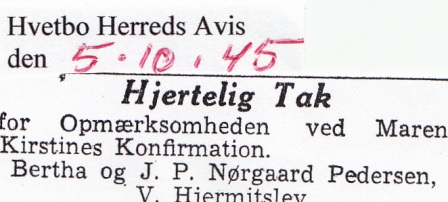 Hvetbo Herreds Avis
den 5.10.45
Hjertelig Tak
for Opmærksomheden ved Maren
Kirstines Konfirmation.
Bertha og J. P. Nørgaard Pedersen,
V. Hjermitslev